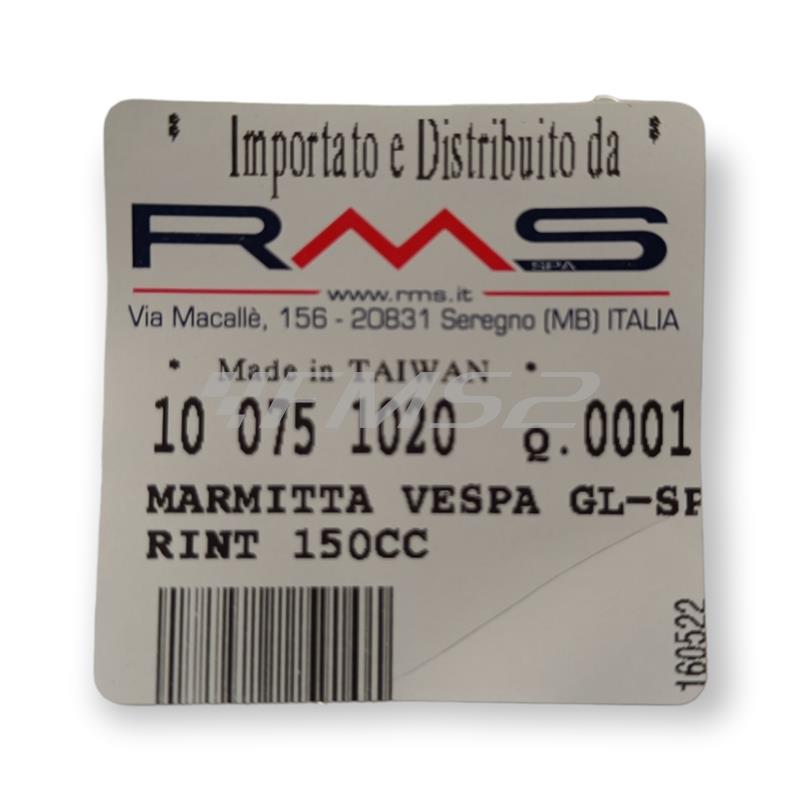 * Importato e Distribuito da *
RMS
SPA
www.rms.it
Via Macallè, 156 - 20831 Seregno (MB) ITALIA
* Made in TAIWAN *
4FMS2
10 075 1020 Q.0001
MARMITTA VESPA GL-SP
RINT 150CC
160522